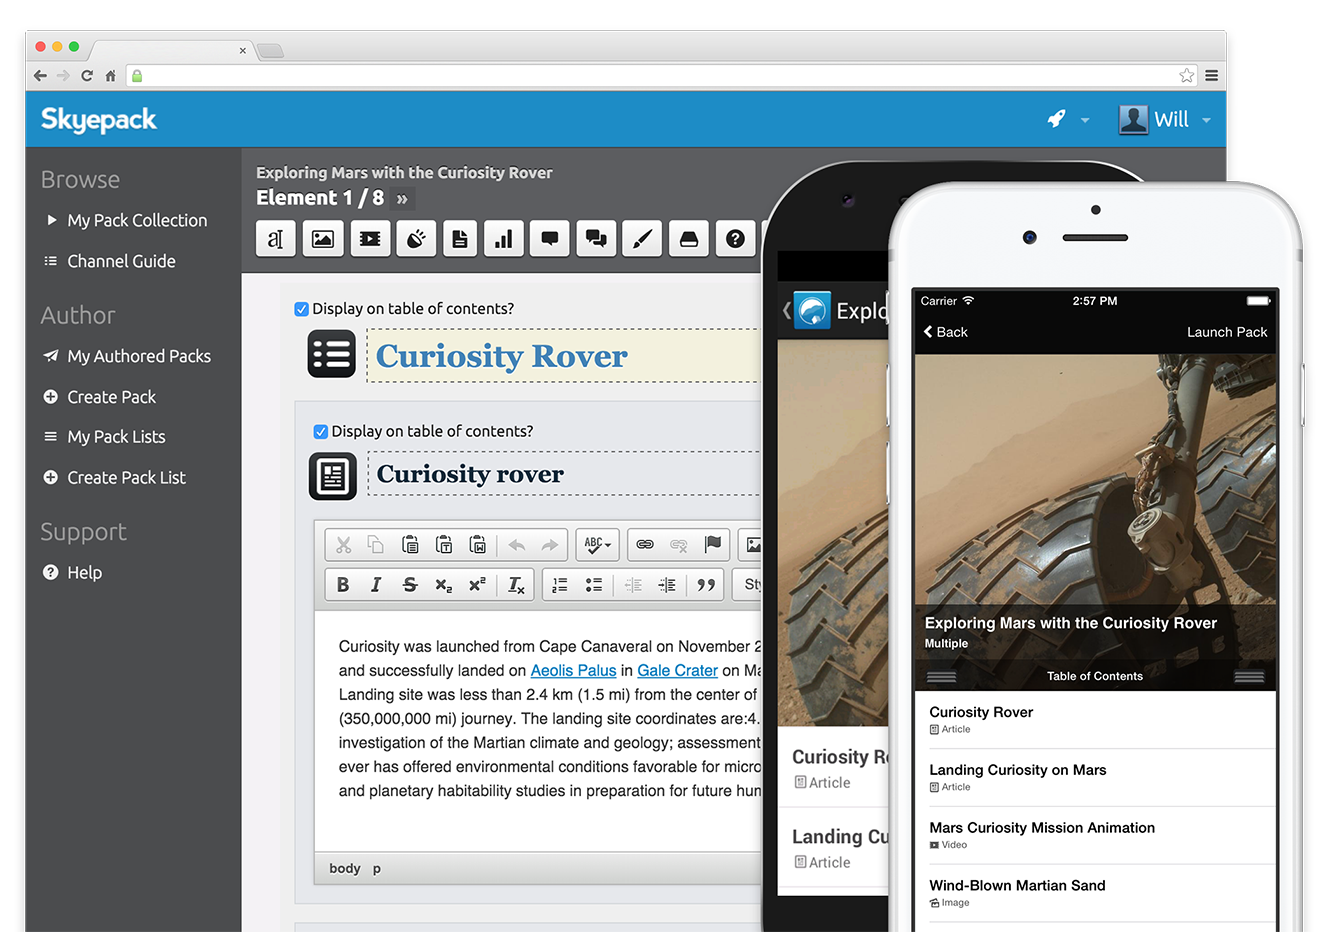 Skyepack
Will
Browse
My Pack Collection
Channel Guide
Author
My Authored Packs
Create Pack
My Pack Lists
Create Pack List
Support
Help
Exploring Mars with the Curiosity Rover
Element 1 / 8 »
Display on table of contents?
Curiosity Rover
Display on table of contents?
Curiosity rover
ABC
B I S x₂ x² Tx
Curiosity was launched from Cape Canaveral on November 2
and successfully landed on Aeolis Palus in Gale Crater on Ma
Landing site was less than 2.4 km (1.5 mi) from the center of
(350,000,000 mi) journey. The landing site coordinates are:4.
investigation of the Martian climate and geology; assessment
ever has offered environmental conditions favorable for micro
and planetary habitability studies in preparation for future hum
body p
Explo
Curiosity R
Article
Landing Cu
Article
Carrier 2:57 PM
Back Launch Pack
Exploring Mars with the Curiosity Rover
Multiple
Table of Contents
Curiosity Rover
Article
Landing Curiosity on Mars
Article
Mars Curiosity Mission Animation
Video
Wind-Blown Martian Sand
Image